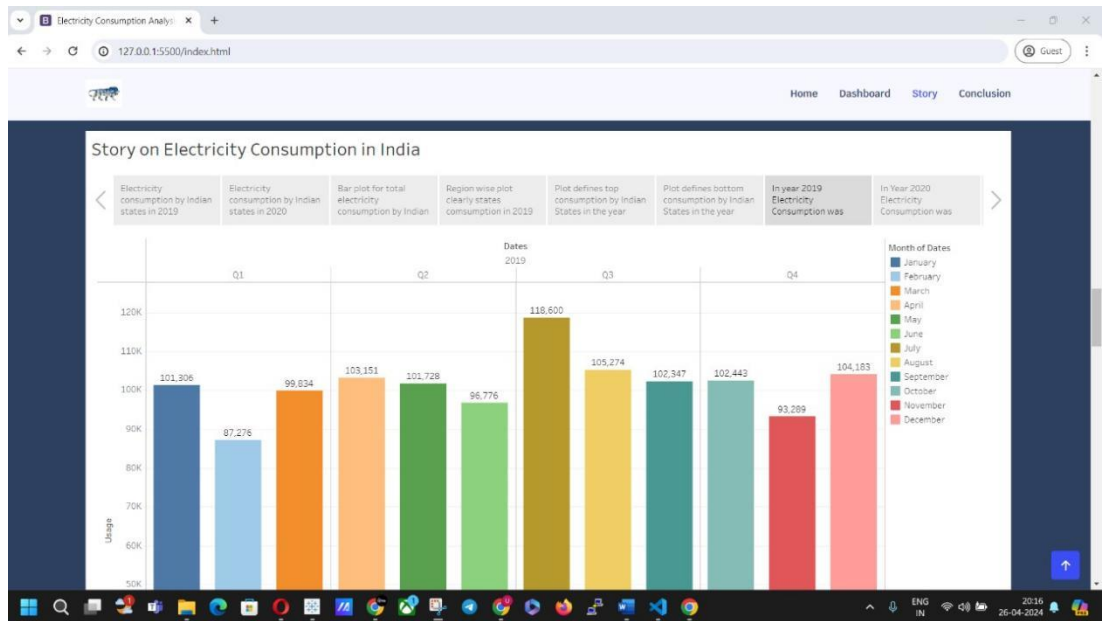 Electricity Consumption Analys
127.0.0.1:5500/index.html
Guest
Home Dashboard Story Conclusion
Story on Electricity Consumption in India
Electricity consumption by Indian states in 2019
Electricity consumption by Indian states in 2020
Bar plot for total electricity consumption by Indian
Region wise plot clearly states comsumption in 2019
Plot defines top consumption by Indian States in the year
Plot defines bottom consumption by Indian States in the year
In year 2019 Electricity Consumption was
In Year 2020 Electricity Consumption was
Dates
2019
Q1 Q2 Q3 Q4
Usage
120K
110K
100K
90K
80K
70K
60K
50K
101,306
87,276
99,834
103,151
101,728
96,776
118,600
105,274
102,347
102,443
93,289
104,183
Month of Dates
January
February
March
April
May
June
July
August
September
October
November
December
ENG
IN
20:16
26-04-2024